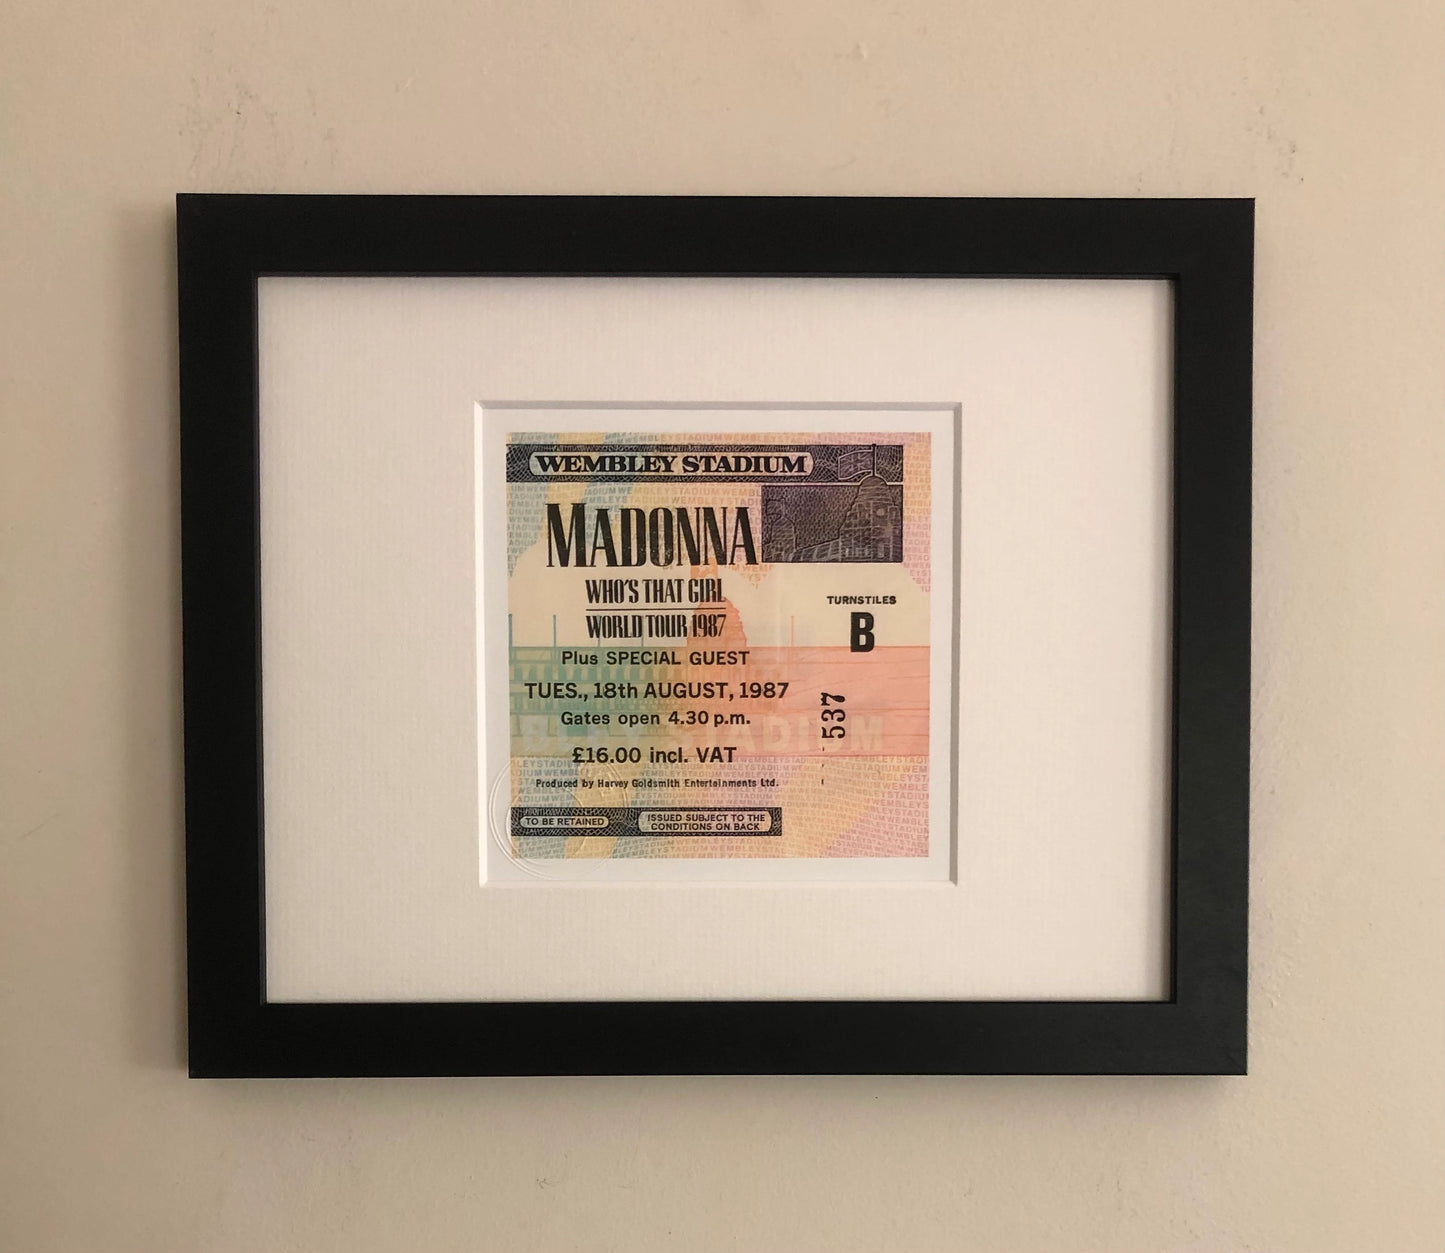 WEMBLEY STADIUM
MADONNA
WHO'S THAT GIRL
WORLD TOUR 1987
Plus SPECIAL GUEST
TUES., 18th AUGUST, 1987
Gates open 4.30 p.m.
£16.00 incl. VAT
Produced by Harvey Goldsmith Entertainments Ltd.
TURNSTILES
B
537
TO BE RETAINED
ISSUED SUBJECT TO THE
CONDITIONS ON BACK
BLEY STADIUM